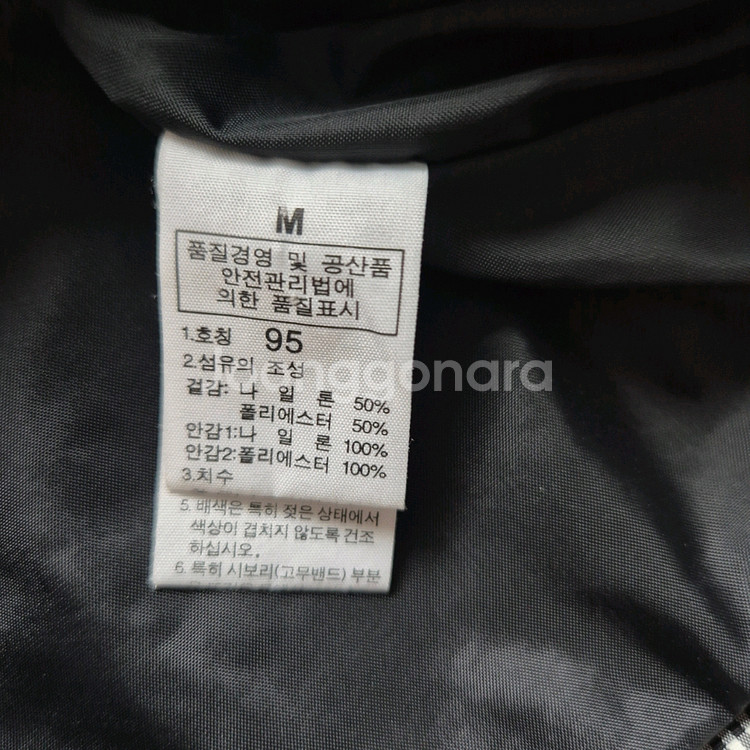 M
품질경영 및 공산품
안전관리법에
의한 품질표시
1.호칭 95
2.섬유의 조성
겉감: 나 일 론 50%
폴리에스터 50%
안감1:나 일 론 100%
안감2:폴리에스터 100%
3.치수
5. 배색은 특히 젖은 상태에서
색상이 겹치지 않도록 건조
하십시오.
6. 특히 시보리(고무밴드) 부분